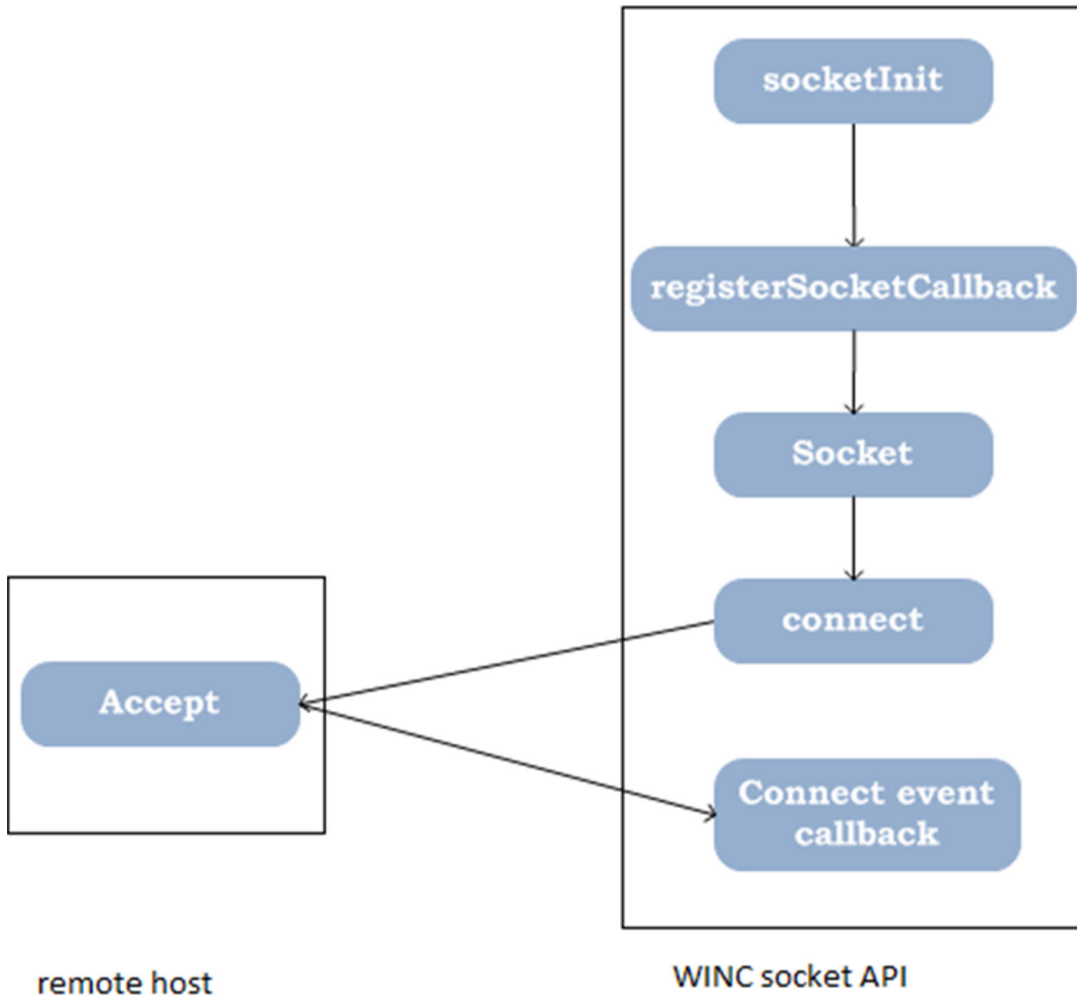 socketInit
registerSocketCallback
Socket
connect
Accept
Connect event
callback
remote host
WINC socket API